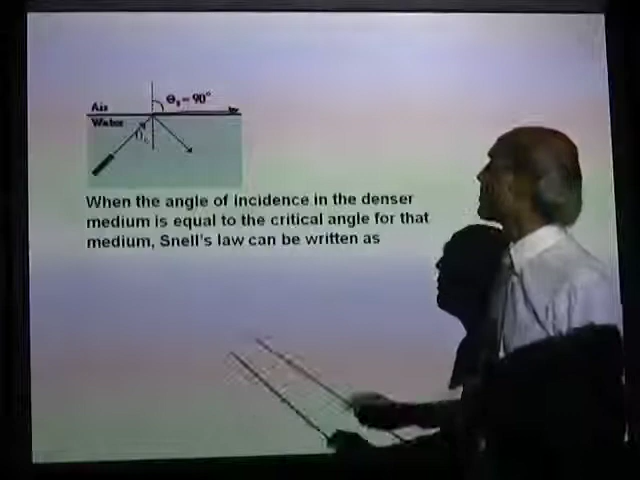 Air
θ₂ = 90°
Water
When the angle of incidence in the denser
medium is equal to the critical angle for that
medium, Snell's law can be written as